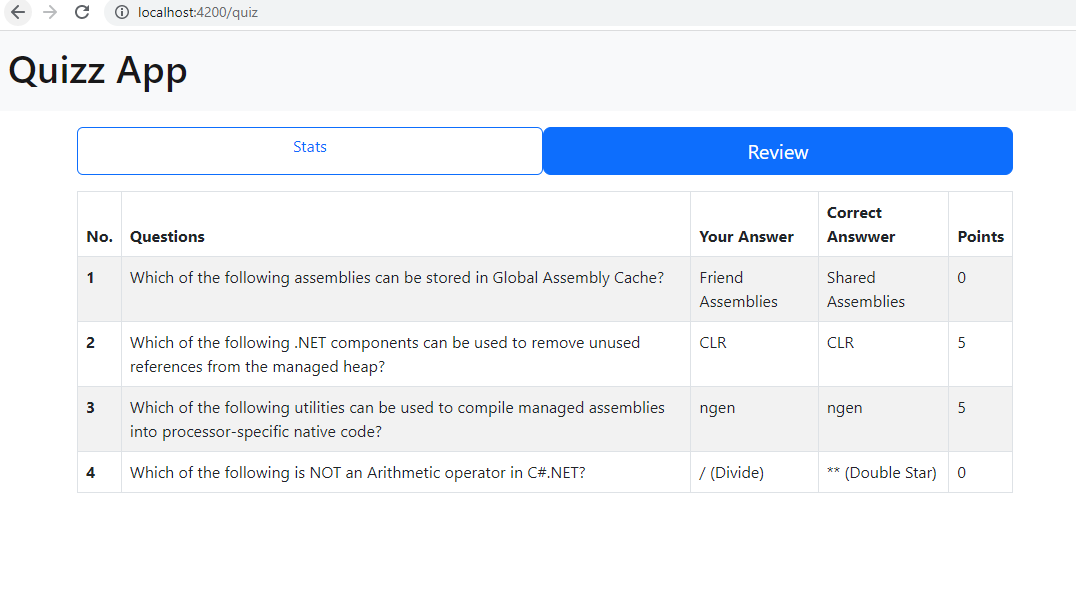 localhost:4200/quiz
Quizz App
Stats
Review
No.
Questions
Your Answer
Correct
Answwer
Points
1
Which of the following assemblies can be stored in Global Assembly Cache?
Friend
Assemblies
Shared
Assemblies
0
2
Which of the following .NET components can be used to remove unused
references from the managed heap?
CLR
CLR
5
3
Which of the following utilities can be used to compile managed assemblies
into processor-specific native code?
ngen
ngen
5
4
Which of the following is NOT an Arithmetic operator in C#.NET?
/ (Divide)
** (Double Star)
0